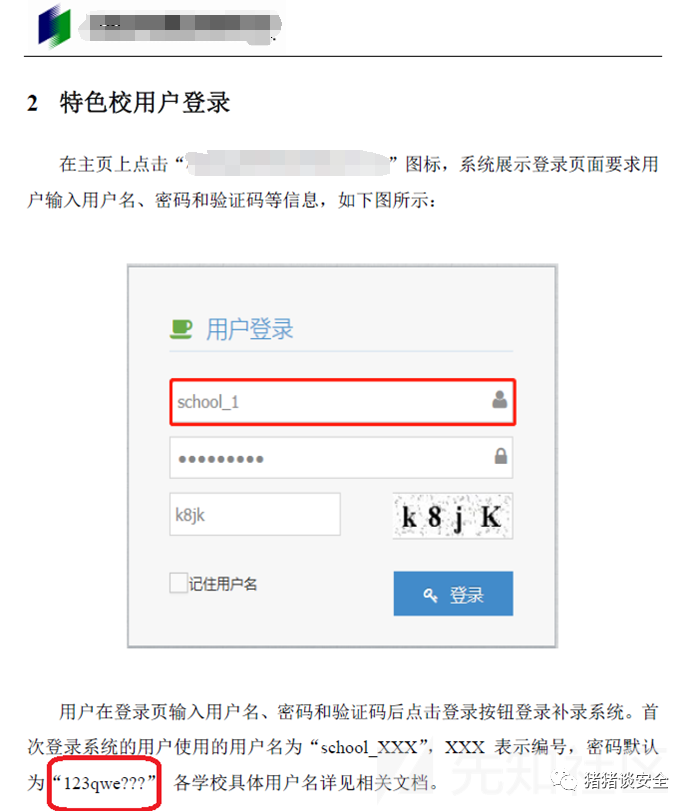 2 特色校用户登录
在主页上点击“ ”图标，系统展示登录页面要求用
户输入用户名、密码和验证码等信息，如下图所示：
用户登录
school_1
•••••••••
k8jk
k8jK
记住用户名
登录
用户在登录页输入用户名、密码和验证码后点击登录按钮登录补录系统。首
次登录系统的用户使用的用户名为“school_XXX”，XXX 表示编号，密码默认
为“123qwe???” 各学校具体用户名详见相关文档。
先知社区
猪猪谈安全